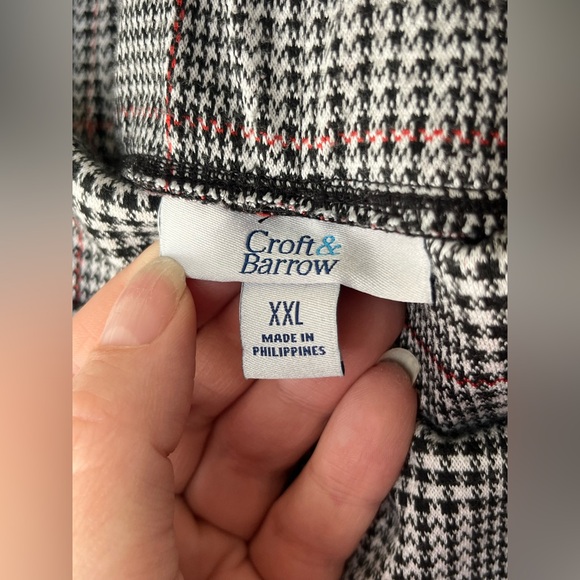 Croft&
Barrow
XXL
MADE IN
PHILIPPINES